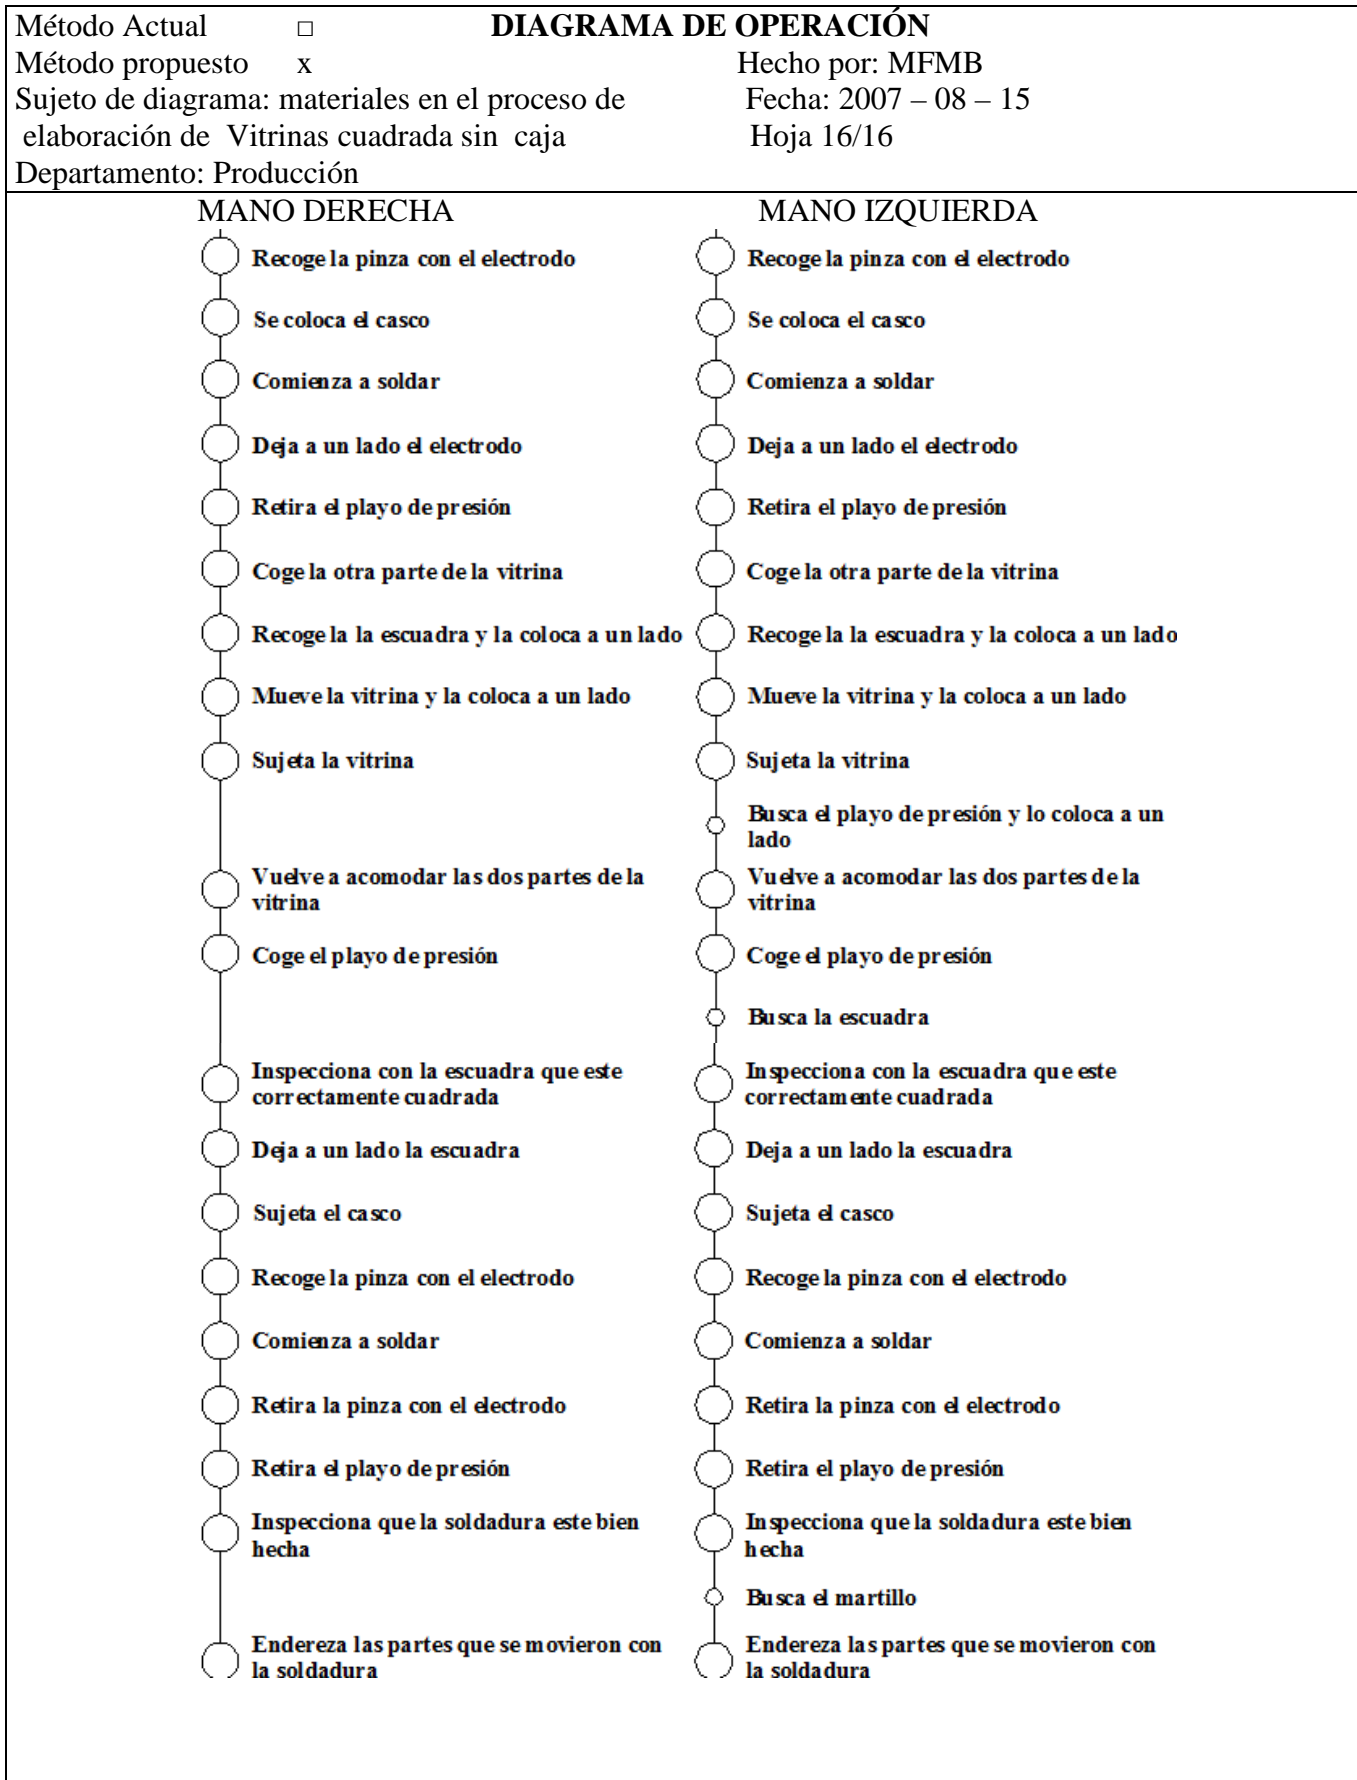 Método Actual □ DIAGRAMA DE OPERACIÓN
Método propuesto x Hecho por: MFMB
Sujeto de diagrama: materiales en el proceso de Fecha: 2007 – 08 – 15
elaboración de Vitrinas cuadrada sin caja Hoja 16/16
Departamento: Producción
MANO DERECHA MANO IZQUIERDA
Recoge la pinza con el electrodo Recoge la pinza con el electrodo
Se coloca el casco Se coloca el casco
Comienza a soldar Comienza a soldar
Deja a un lado el electrodo Deja a un lado el electrodo
Retira el playo de presión Retira el playo de presión
Coge la otra parte de la vitrina Coge la otra parte de la vitrina
Recoge la la escuadra y la coloca a un lado Recoge la la escuadra y la coloca a un lado
Mueve la vitrina y la coloca a un lado Mueve la vitrina y la coloca a un lado
Sujeta la vitrina Sujeta la vitrina
Busca el playo de presión y lo coloca a un
lado
Vuelve a acomodar las dos partes de la Vuelve a acomodar las dos partes de la
vitrina vitrina
Coge el playo de presión Coge el playo de presión
Busca la escuadra
Inspecciona con la escuadra que este Inspecciona con la escuadra que este
correctamente cuadrada correctamente cuadrada
Deja a un lado la escuadra Deja a un lado la escuadra
Sujeta el casco Sujeta el casco
Recoge la pinza con el electrodo Recoge la pinza con el electrodo
Comienza a soldar Comienza a soldar
Retira la pinza con el electrodo Retira la pinza con el electrodo
Retira el playo de presión Retira el playo de presión
Inspecciona que la soldadura este bien Inspecciona que la soldadura este bien
hecha hecha
Busca el martillo
Endereza las partes que se movieron con Endereza las partes que se movieron con
la soldadura la soldadura